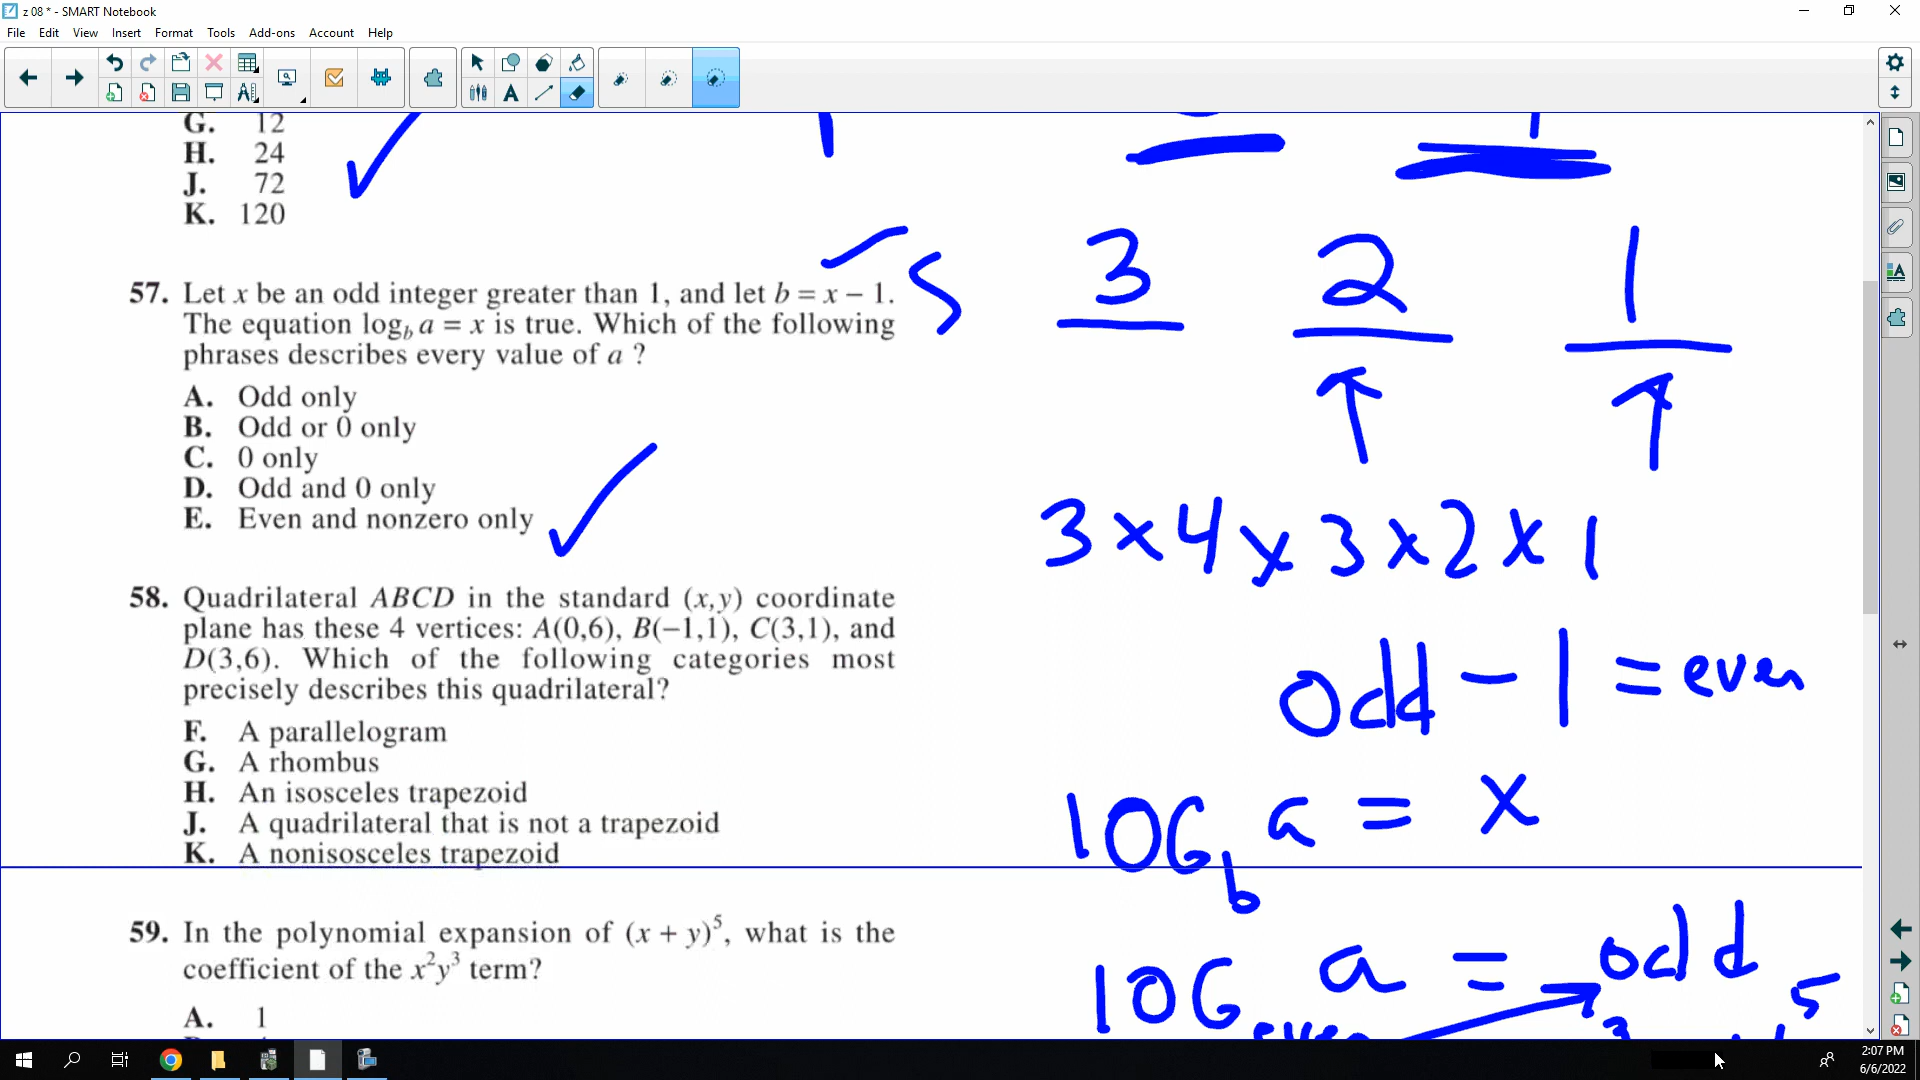 z 08 * - SMART Notebook
File Edit View Insert Format Tools Add-ons Account Help
G. 12
H. 24
J. 72
K. 120
57. Let x be an odd integer greater than 1, and let b = x − 1.
The equation log_b a = x is true. Which of the following
phrases describes every value of a ?
A. Odd only
B. Odd or 0 only
C. 0 only
D. Odd and 0 only
E. Even and nonzero only
58. Quadrilateral ABCD in the standard (x,y) coordinate
plane has these 4 vertices: A(0,6), B(−1,1), C(3,1), and
D(3,6). Which of the following categories most
precisely describes this quadrilateral?
F. A parallelogram
G. A rhombus
H. An isosceles trapezoid
J. A quadrilateral that is not a trapezoid
K. A nonisosceles trapezoid
59. In the polynomial expansion of (x + y)⁵, what is the
coefficient of the x²y³ term?
A. 1
3 2 1
3 x 4 x 3 x 2 x 1
odd - 1 = even
LOG_b a = x
LOG_even a = odd
5
2:07 PM
6/6/2022